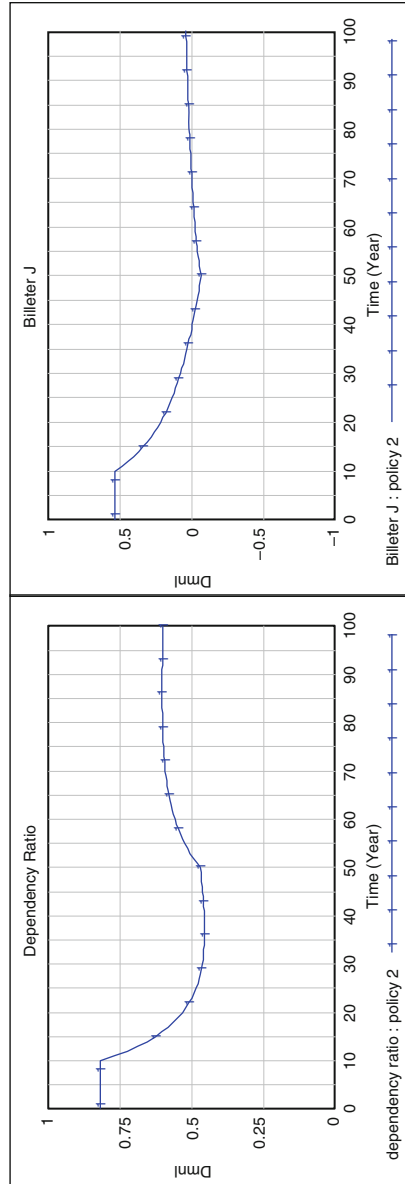 Dependency Ratio
1
0.75
0.5
0.25
0
Dmnl
0 10 20 30 40 50 60 70 80 90 100
Time (Year)
dependency ratio : policy 2
Billeter J
1
0.5
0
−0.5
−1
Dmnl
0 10 20 30 40 50 60 70 80 90 100
Time (Year)
Billeter J : policy 2